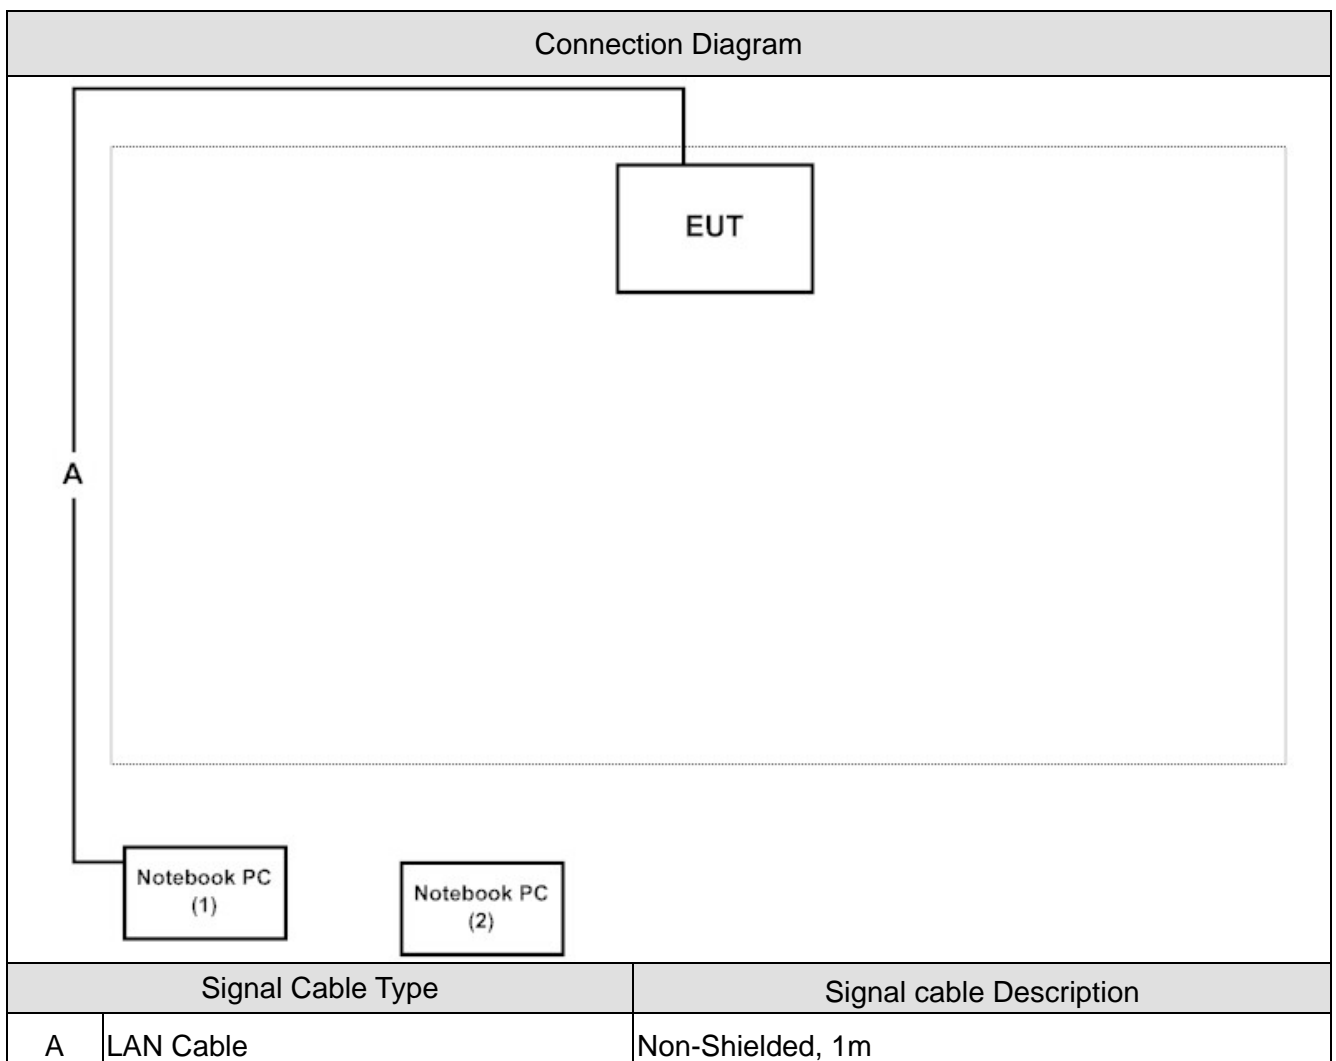 Connection Diagram
EUT
A
Notebook PC
(1)
Notebook PC
(2)
Signal Cable Type
Signal cable Description
A
LAN Cable
Non-Shielded, 1m